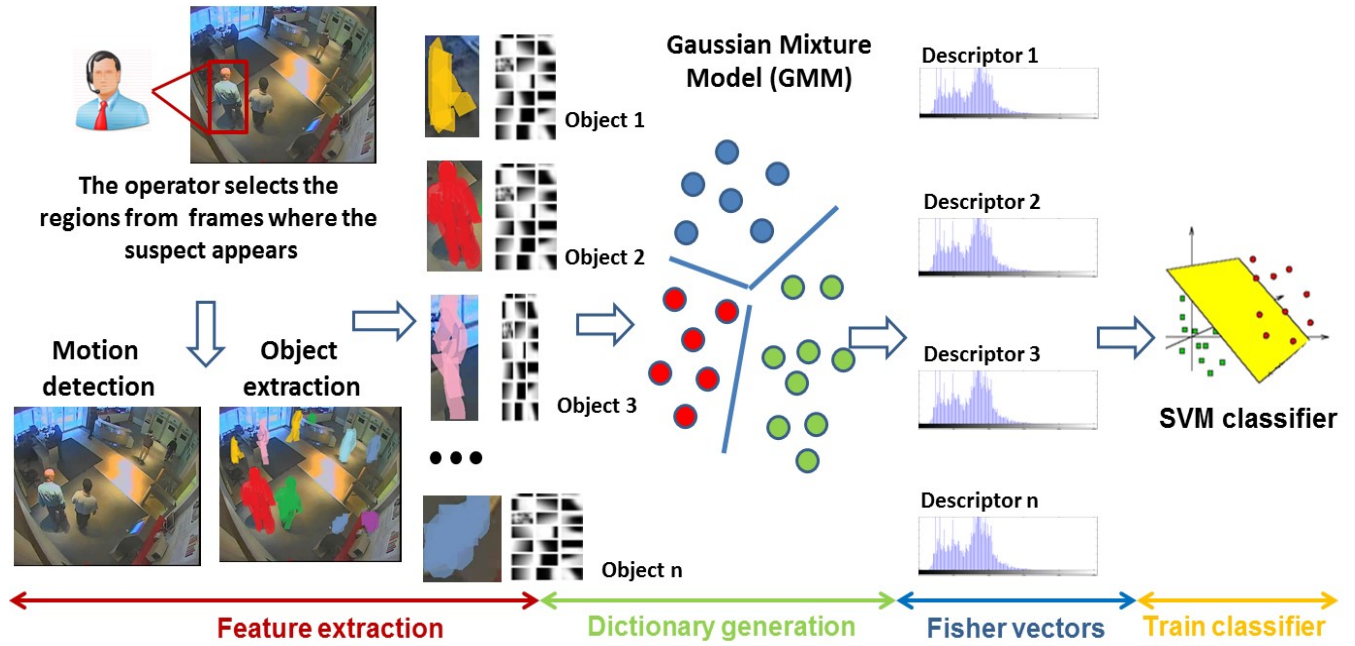 The operator selects the
regions from frames where the
suspect appears
Motion
detection
Object
extraction
Object 1
Object 2
Object 3
Object n
Gaussian Mixture
Model (GMM)
Descriptor 1
Descriptor 2
Descriptor 3
Descriptor n
SVM classifier
Feature extraction
Dictionary generation
Fisher vectors
Train classifier